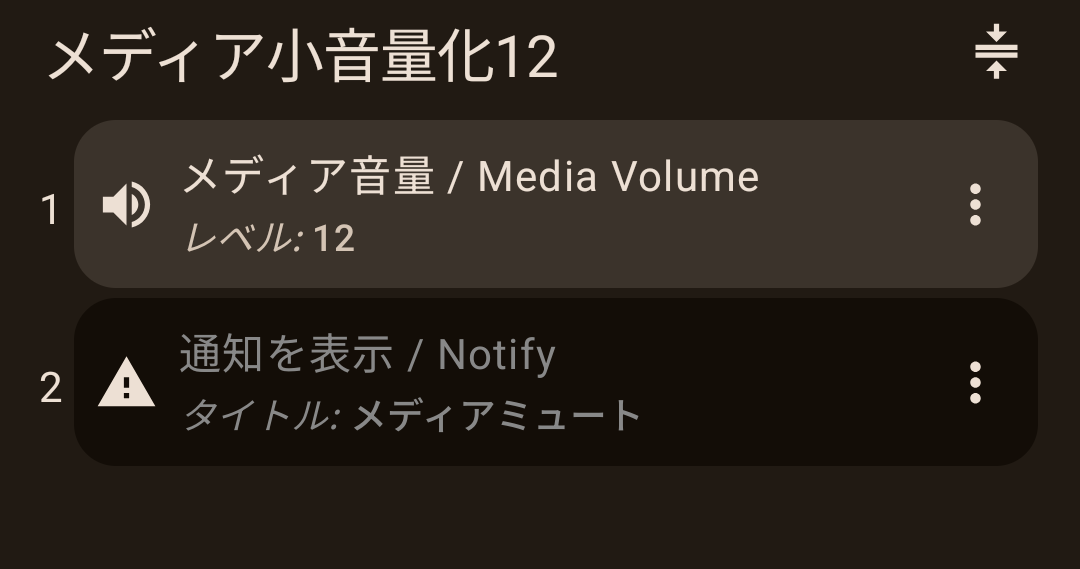 メディア小音量化12
1
メディア音量 / Media Volume
レベル: 12
2
通知を表示 / Notify
タイトル: メディアミュート